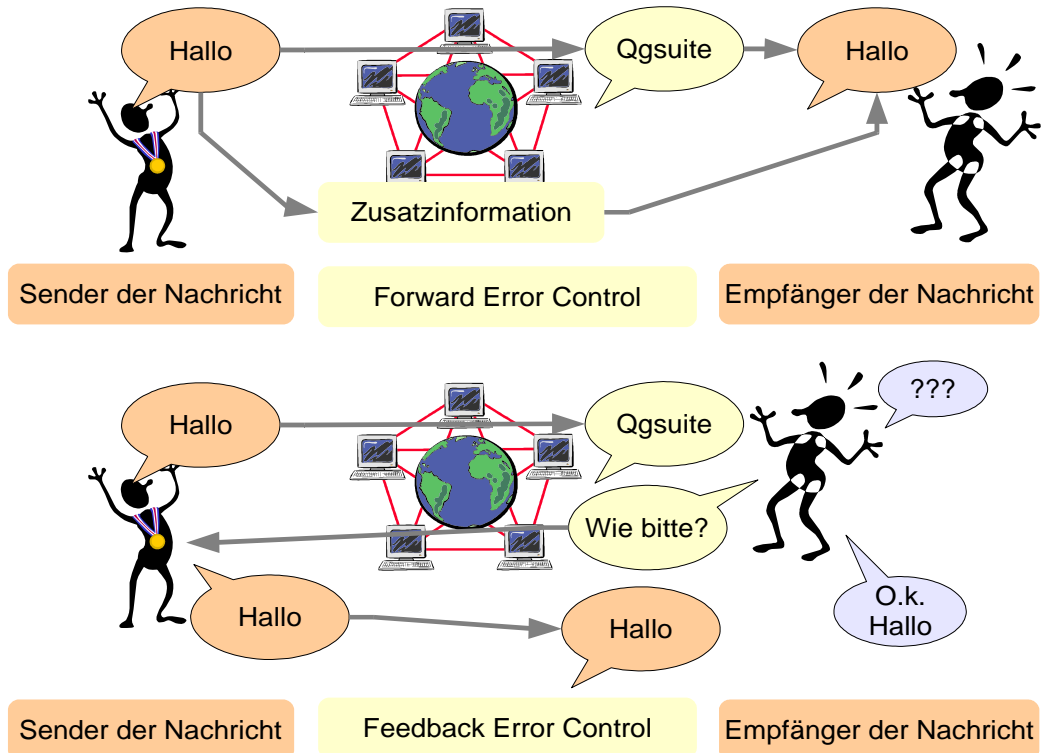 Hallo
Qgsuite
Hallo
Zusatzinformation
Sender der Nachricht
Forward Error Control
Empfänger der Nachricht
Hallo
Qgsuite
???
Wie bitte?
Hallo
Hallo
O.k.
Hallo
Sender der Nachricht
Feedback Error Control
Empfänger der Nachricht